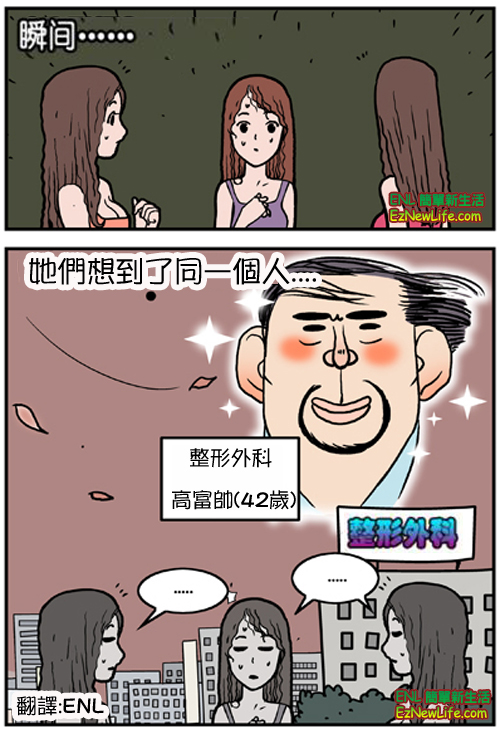 瞬间……
ENL 簡單新生活
EzNewLife.com
她們想到了同一個人....
整形外科
高富帥(42歲)
整形外科
.....
.....
翻譯:ENL
ENL 簡單新生活
EzNewLife.com